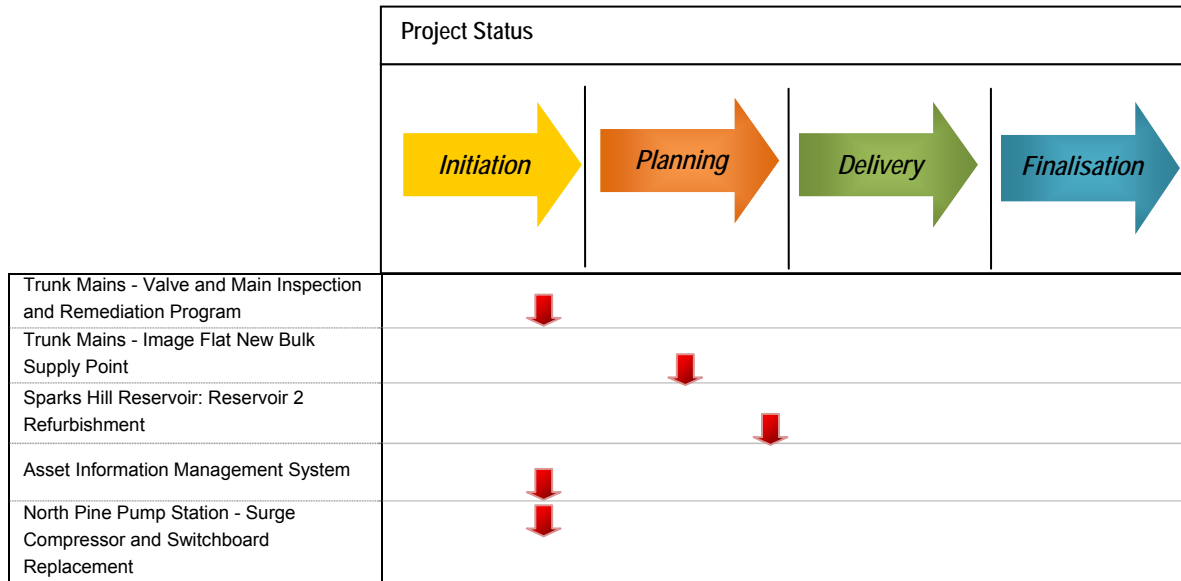 Project Status
Initiation
Planning
Delivery
Finalisation
Trunk Mains - Valve and Main Inspection
and Remediation Program
Trunk Mains - Image Flat New Bulk
Supply Point
Sparks Hill Reservoir: Reservoir 2
Refurbishment
Asset Information Management System
North Pine Pump Station - Surge
Compressor and Switchboard
Replacement